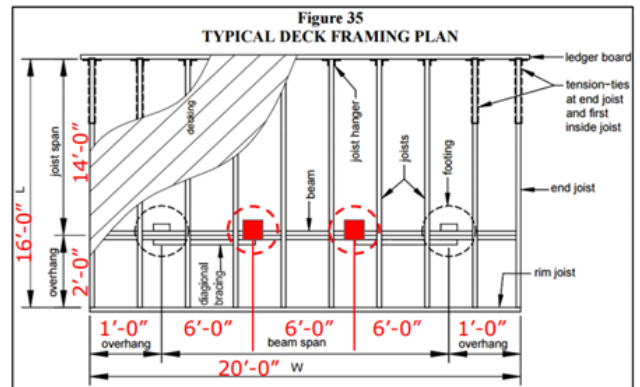 Figure 35
TYPICAL DECK FRAMING PLAN
ledger board
tension-ties
at end joist
and first
inside joist
decking
joist hanger
joists
footing
beam
end joist
rim joist
joist span
14'-0"
L
16'-0"
overhang
2'-0"
diagional
bracing
1'-0" 6'-0" 6'-0" 6'-0" 1'-0"
overhang beam span overhang
20'-0" W